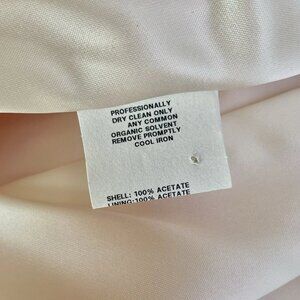 PROFESSIONALLY
DRY CLEAN ONLY
ANY COMMON
ORGANIC SOLVENT
REMOVE PROMPTLY
COOL IRON
SHELL: 100% ACETATE
LINING: 100% ACETATE